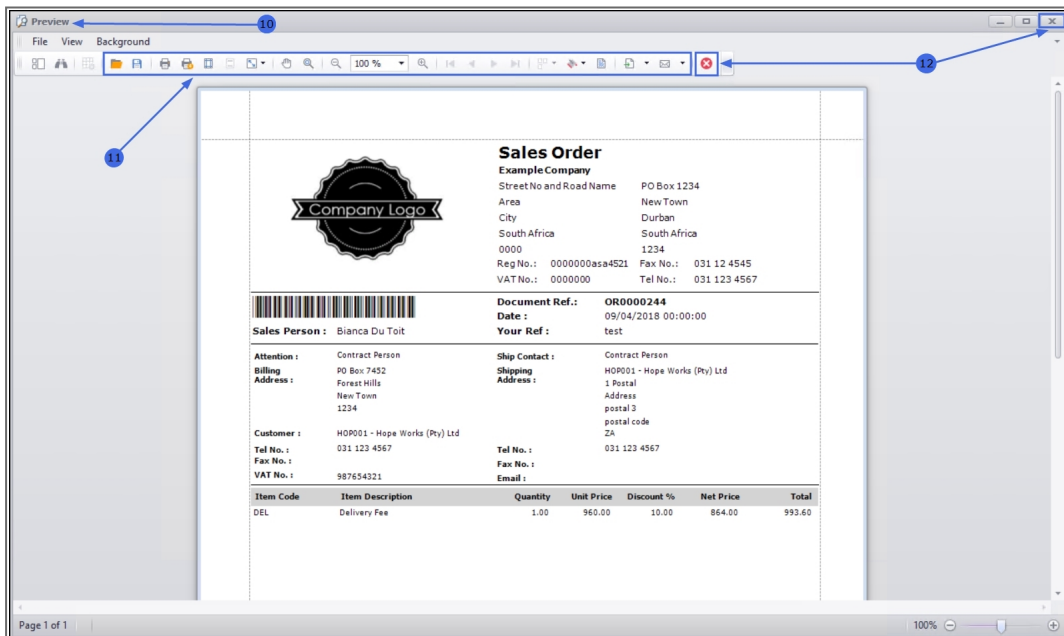 Preview
10
File View Background
100 %
12
11
Company Logo
Sales Order
Example Company
Street No and Road Name PO Box 1234
Area New Town
City Durban
South Africa South Africa
0000 1234
Reg No.: 0000000asa4521 Fax No.: 031 12 4545
VAT No.: 0000000 Tel No.: 031 123 4567
Document Ref.: OR0000244
Date : 09/04/2018 00:00:00
Sales Person : Bianca Du Toit Your Ref : test
Attention : Contract Person Ship Contact : Contract Person
Billing Address : PO Box 7452 Shipping Address : HOP001 - Hope Works (Pty) Ltd
Forest Hills 1 Postal
New Town Address
1234 postal 3
postal code
Customer : HOP001 - Hope Works (Pty) Ltd ZA
Tel No. : 031 123 4567 Tel No. : 031 123 4567
Fax No. : Fax No. :
VAT No. : 987654321 Email :
Item Code Item Description Quantity Unit Price Discount % Net Price Total
DEL Delivery Fee 1.00 960.00 10.00 864.00 993.60
Page 1 of 1 100%